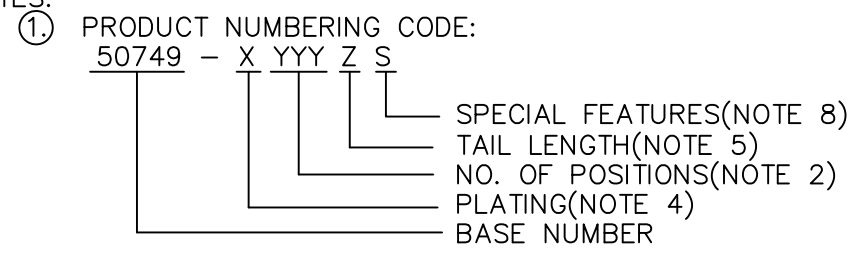 ① PRODUCT NUMBERING CODE:
50749 - X YYY Z S
SPECIAL FEATURES(NOTE 8)
TAIL LENGTH(NOTE 5)
NO. OF POSITIONS(NOTE 2)
PLATING(NOTE 4)
BASE NUMBER